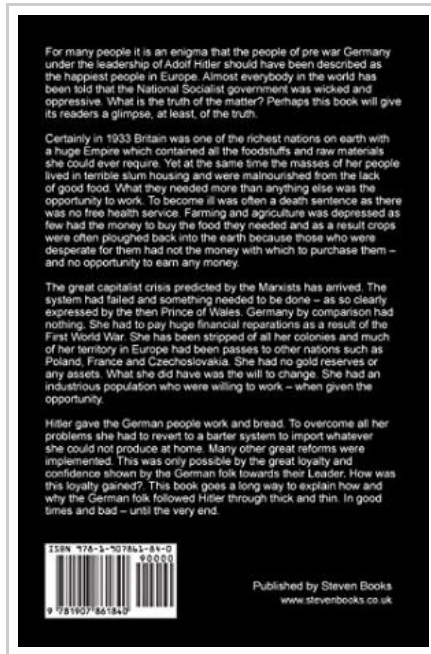 For many people it is an enigma that the people of pre war Germany
under the leadership of Adolf Hitler should have been described as
the happiest people in Europe. Almost everybody in the world has
been told that the National Socialist government was wicked and
oppressive. What is the truth of the matter? Perhaps this book will give
its readers a glimpse, at least, of the truth.
Certainly in 1933 Britain was one of the richest nations on earth with
a huge Empire which contained all the foodstuffs and raw materials
she could ever require. Yet at the same time the masses of her people
lived in terrible slum housing and were malnourished from the lack
of good food. What they needed more than anything else was the
opportunity to work. To become ill was often a death sentence as there
was no free health service. Farming and agriculture was depressed as
few had the money to buy the food they needed and as a result crops
were often ploughed back into the earth because those who were
desperate for them had not the money with which to purchase them –
and no opportunity to earn any money.
The great capitalist crisis predicted by the Marxists has arrived. The
system had failed and something needed to be done – as so clearly
expressed by the then Prince of Wales. Germany by comparison had
nothing. She had to pay huge financial reparations as a result of the
First World War. She has been stripped of all her colonies and much
of her territory in Europe had been passes to other nations such as
Poland, France and Czechoslovakia. She had no gold reserves or
any assets. What she did have was the will to change. She had an
industrious population who were willing to work – when given the
opportunity.
Hitler gave the German people work and bread. To overcome all her
problems she had to revert to a barter system to import whatever
she could not produce at home. Many other great reforms were
implemented. This was only possible by the great loyalty and
confidence shown by the German folk towards their Leader. How was
this loyalty gained?. This book goes a long way to explain how and
why the German folk followed Hitler through thick and thin. In good
times and bad – until the very end.
ISBN 978-1-907861-84-0
90000
9 781907 861840
Published by Steven Books
www.stevenbooks.co.uk